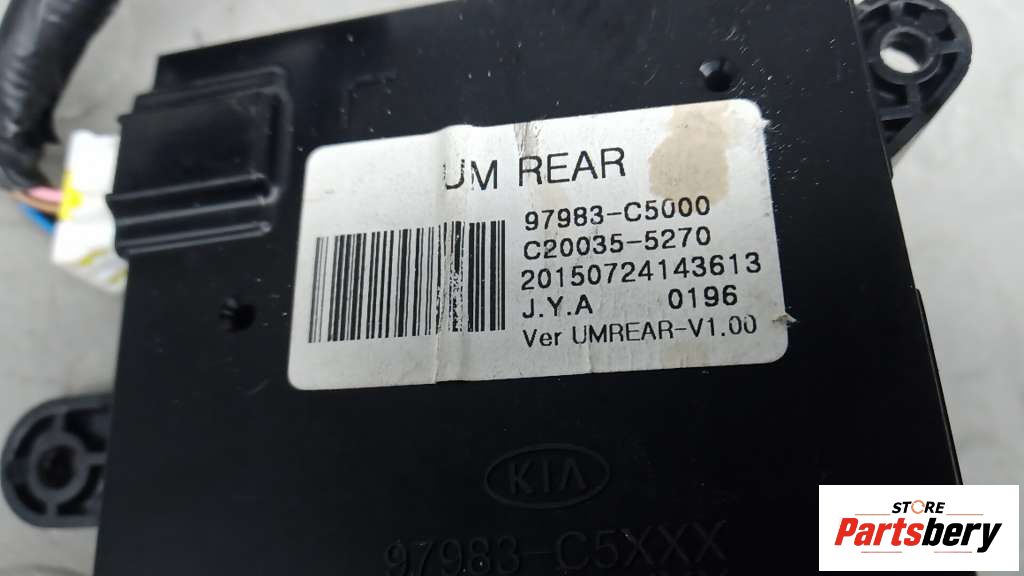 UM REAR
97983-C5000
C20035-5270
20150724143613
J.Y.A 0196
Ver UMREAR-V1.00
KIA
97983-C5XXX
STORE
Partsbery